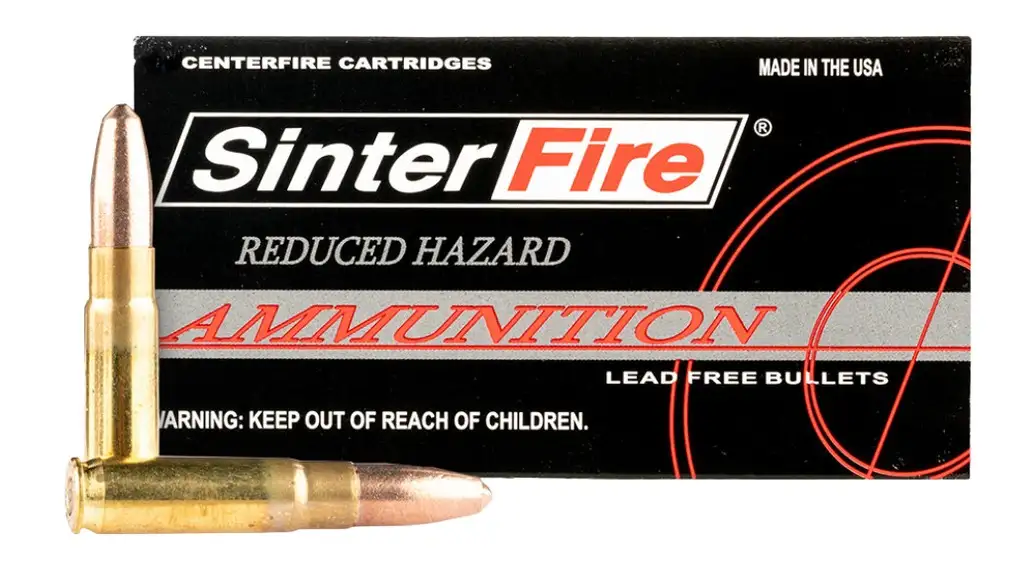 CENTERFIRE CARTRIDGES
MADE IN THE USA
SinterFire®
REDUCED HAZARD
AMMUNITION
LEAD FREE BULLETS
WARNING: KEEP OUT OF REACH OF CHILDREN.